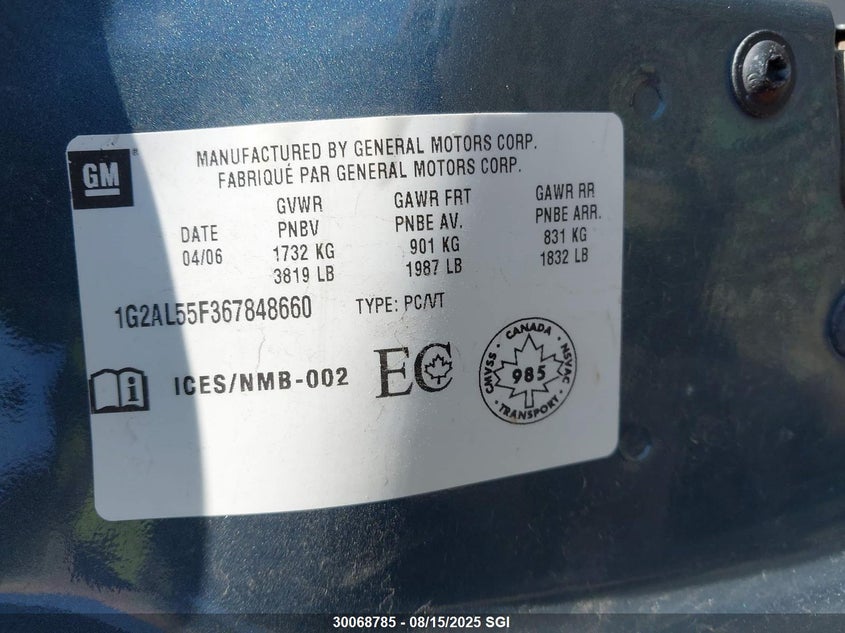 GM
MANUFACTURED BY GENERAL MOTORS CORP.
FABRIQUÉ PAR GENERAL MOTORS CORP.
DATE
04/06
GVWR
PNBV
1732 KG
3819 LB
GAWR FRT
PNBE AV.
901 KG
1987 LB
GAWR RR
PNBE ARR.
831 KG
1832 LB
1G2AL55F367848660 TYPE: PC/VT
i ICES/NMB-002 EC
CANADA
CMVSS 985 NSVAC
TRANSPORT
30068785 - 08/15/2025 SGI